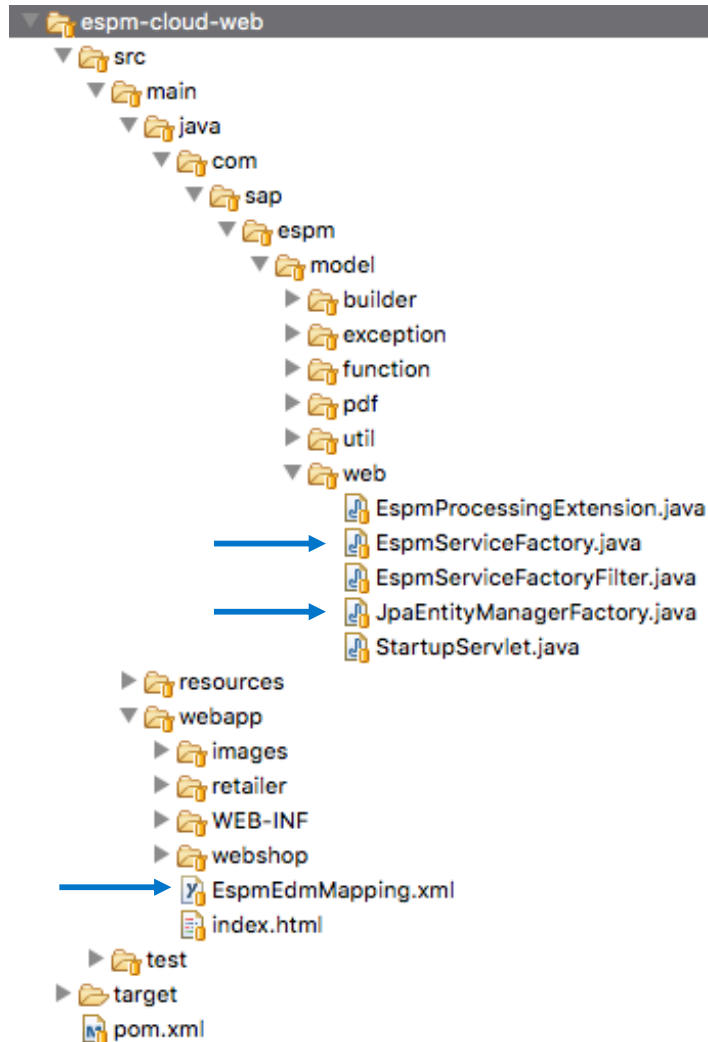 espm-cloud-web
src
main
java
com
sap
espm
model
builder
exception
function
pdf
util
web
EspmProcessingExtension.java
EspmServiceFactory.java
EspmServiceFactoryFilter.java
JpaEntityManagerFactory.java
StartupServlet.java
resources
webapp
images
retailer
WEB-INF
webshop
EspmEdmMapping.xml
index.html
test
target
pom.xml